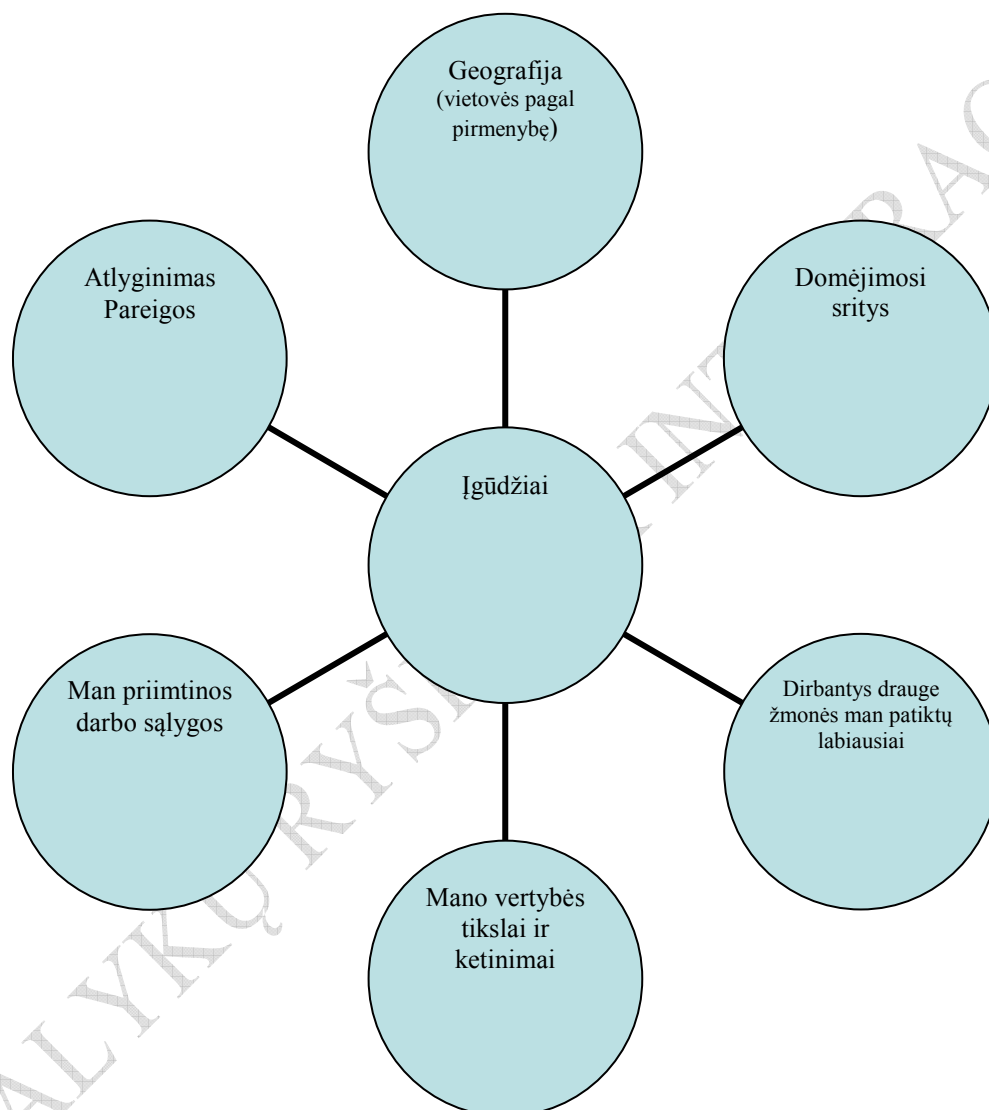 Geografija
(vietovės pagal
pirmenybę)
Atlyginimas
Pareigos
Domėjimosi
sritys
Įgūdžiai
Man priimtinos
darbo sąlygos
Dirbantys drauge
žmonės man patiktų
labiausiai
Mano vertybės
tikslai ir
ketinimai